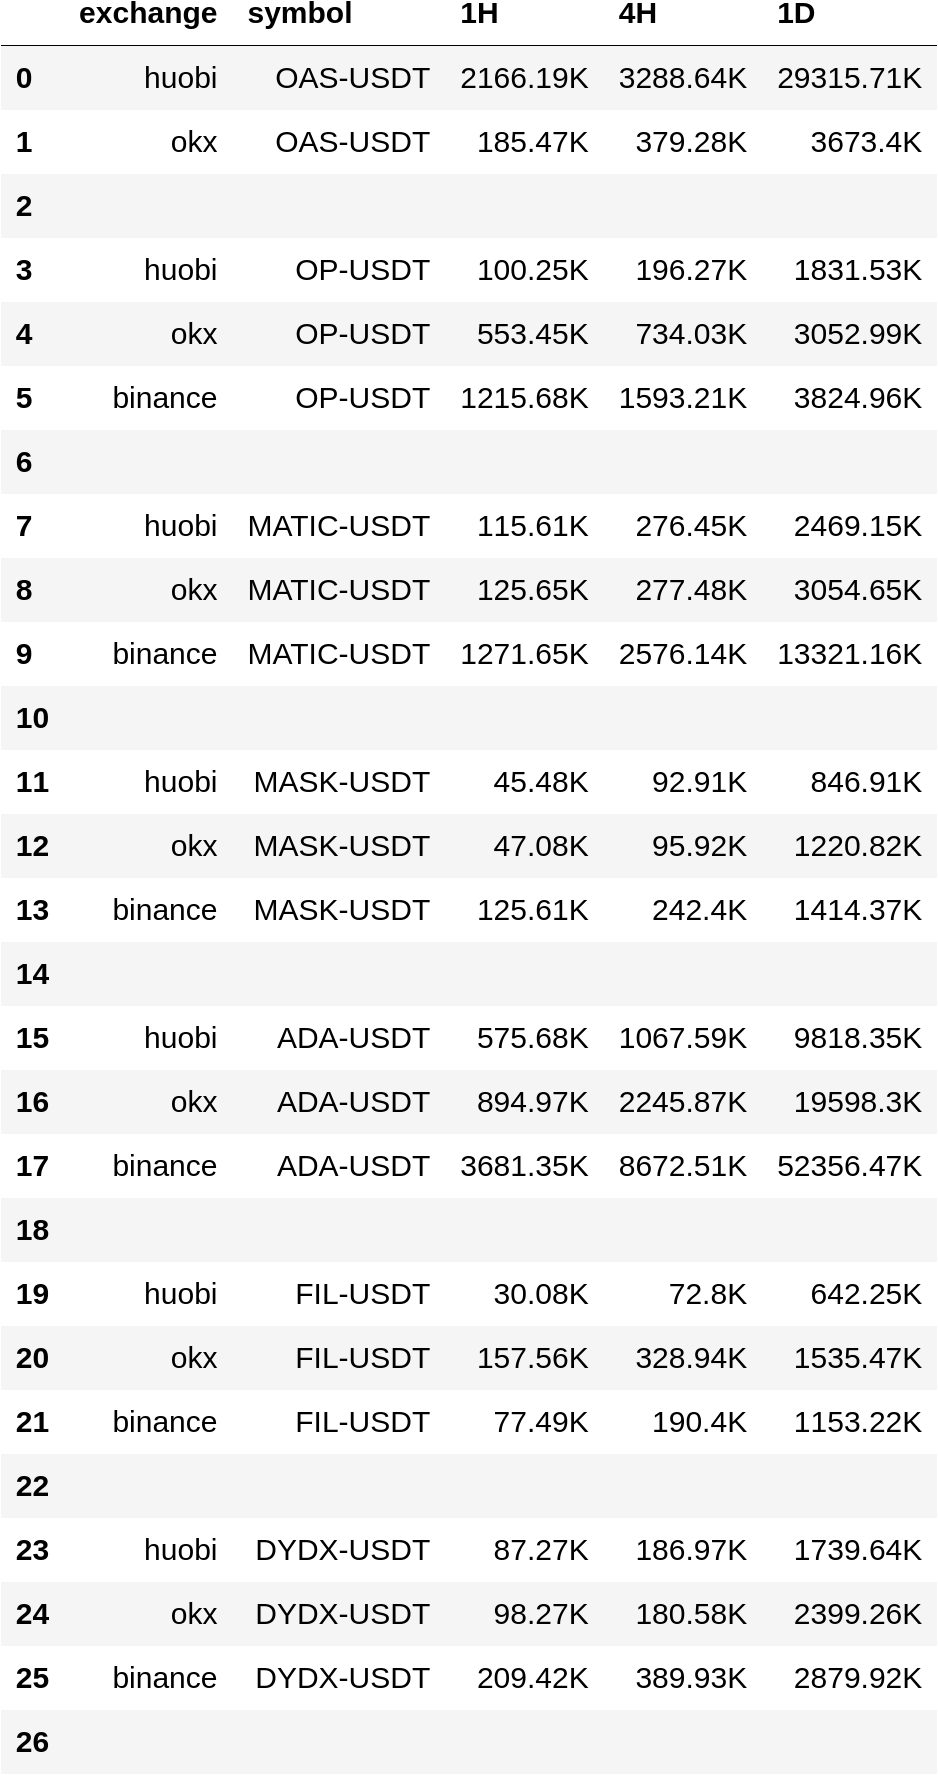 exchange symbol 1H 4H 1D
0 huobi OAS-USDT 2166.19K 3288.64K 29315.71K
1 okx OAS-USDT 185.47K 379.28K 3673.4K
2
3 huobi OP-USDT 100.25K 196.27K 1831.53K
4 okx OP-USDT 553.45K 734.03K 3052.99K
5 binance OP-USDT 1215.68K 1593.21K 3824.96K
6
7 huobi MATIC-USDT 115.61K 276.45K 2469.15K
8 okx MATIC-USDT 125.65K 277.48K 3054.65K
9 binance MATIC-USDT 1271.65K 2576.14K 13321.16K
10
11 huobi MASK-USDT 45.48K 92.91K 846.91K
12 okx MASK-USDT 47.08K 95.92K 1220.82K
13 binance MASK-USDT 125.61K 242.4K 1414.37K
14
15 huobi ADA-USDT 575.68K 1067.59K 9818.35K
16 okx ADA-USDT 894.97K 2245.87K 19598.3K
17 binance ADA-USDT 3681.35K 8672.51K 52356.47K
18
19 huobi FIL-USDT 30.08K 72.8K 642.25K
20 okx FIL-USDT 157.56K 328.94K 1535.47K
21 binance FIL-USDT 77.49K 190.4K 1153.22K
22
23 huobi DYDX-USDT 87.27K 186.97K 1739.64K
24 okx DYDX-USDT 98.27K 180.58K 2399.26K
25 binance DYDX-USDT 209.42K 389.93K 2879.92K
26